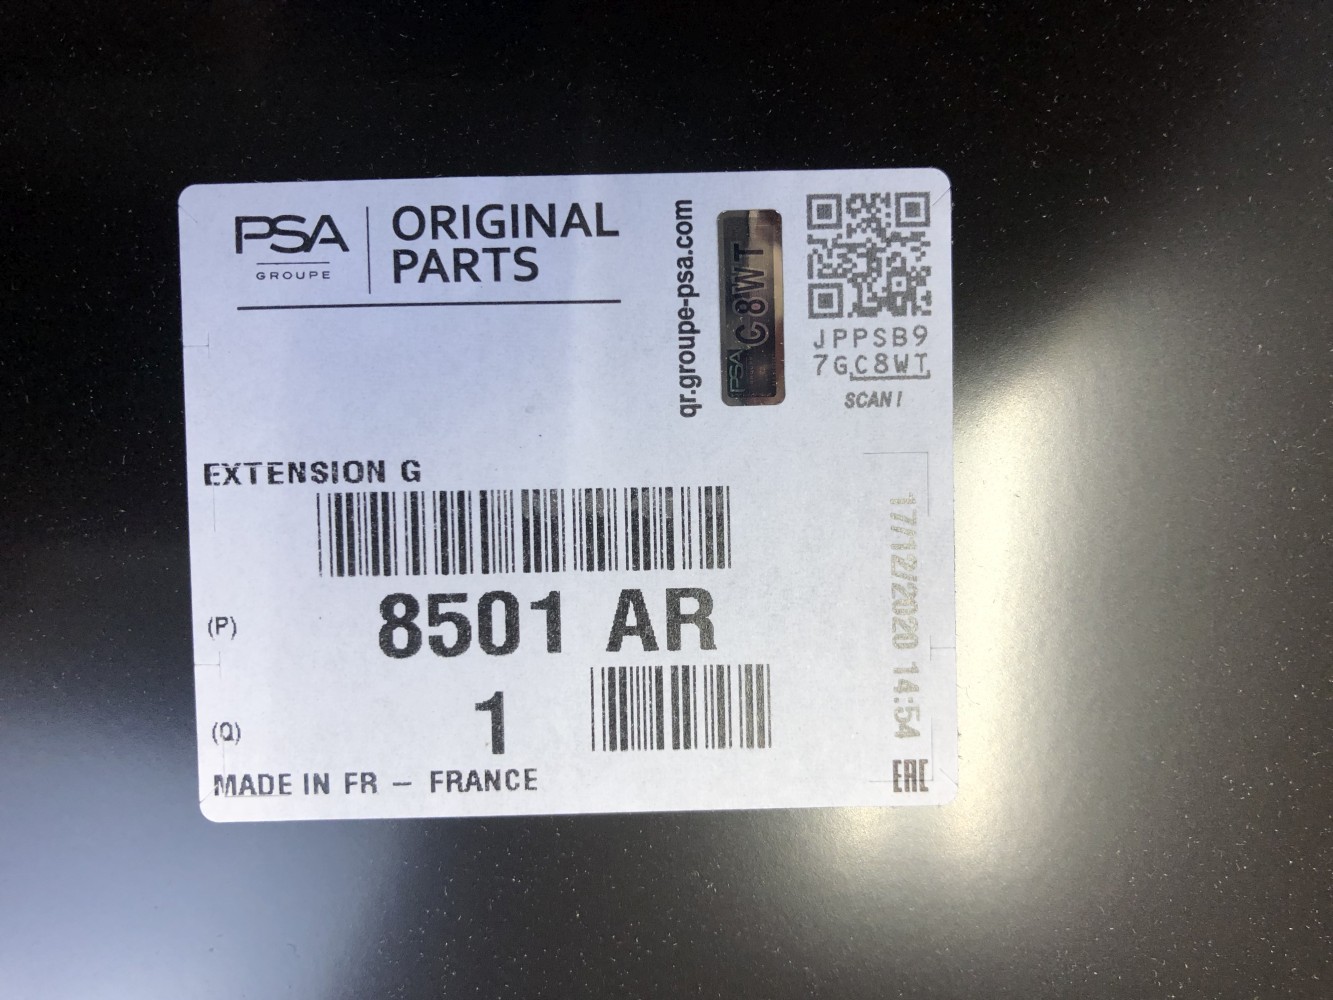 PSA
GROUPE
ORIGINAL
PARTS
qr.groupe-psa.com
PSA
C8WT
JPPSB9
7GC8WT
SCAN!
EXTENSION G
(P)
8501 AR
(Q)
1
17/12/2020 14:54
MADE IN FR – FRANCE
EAC